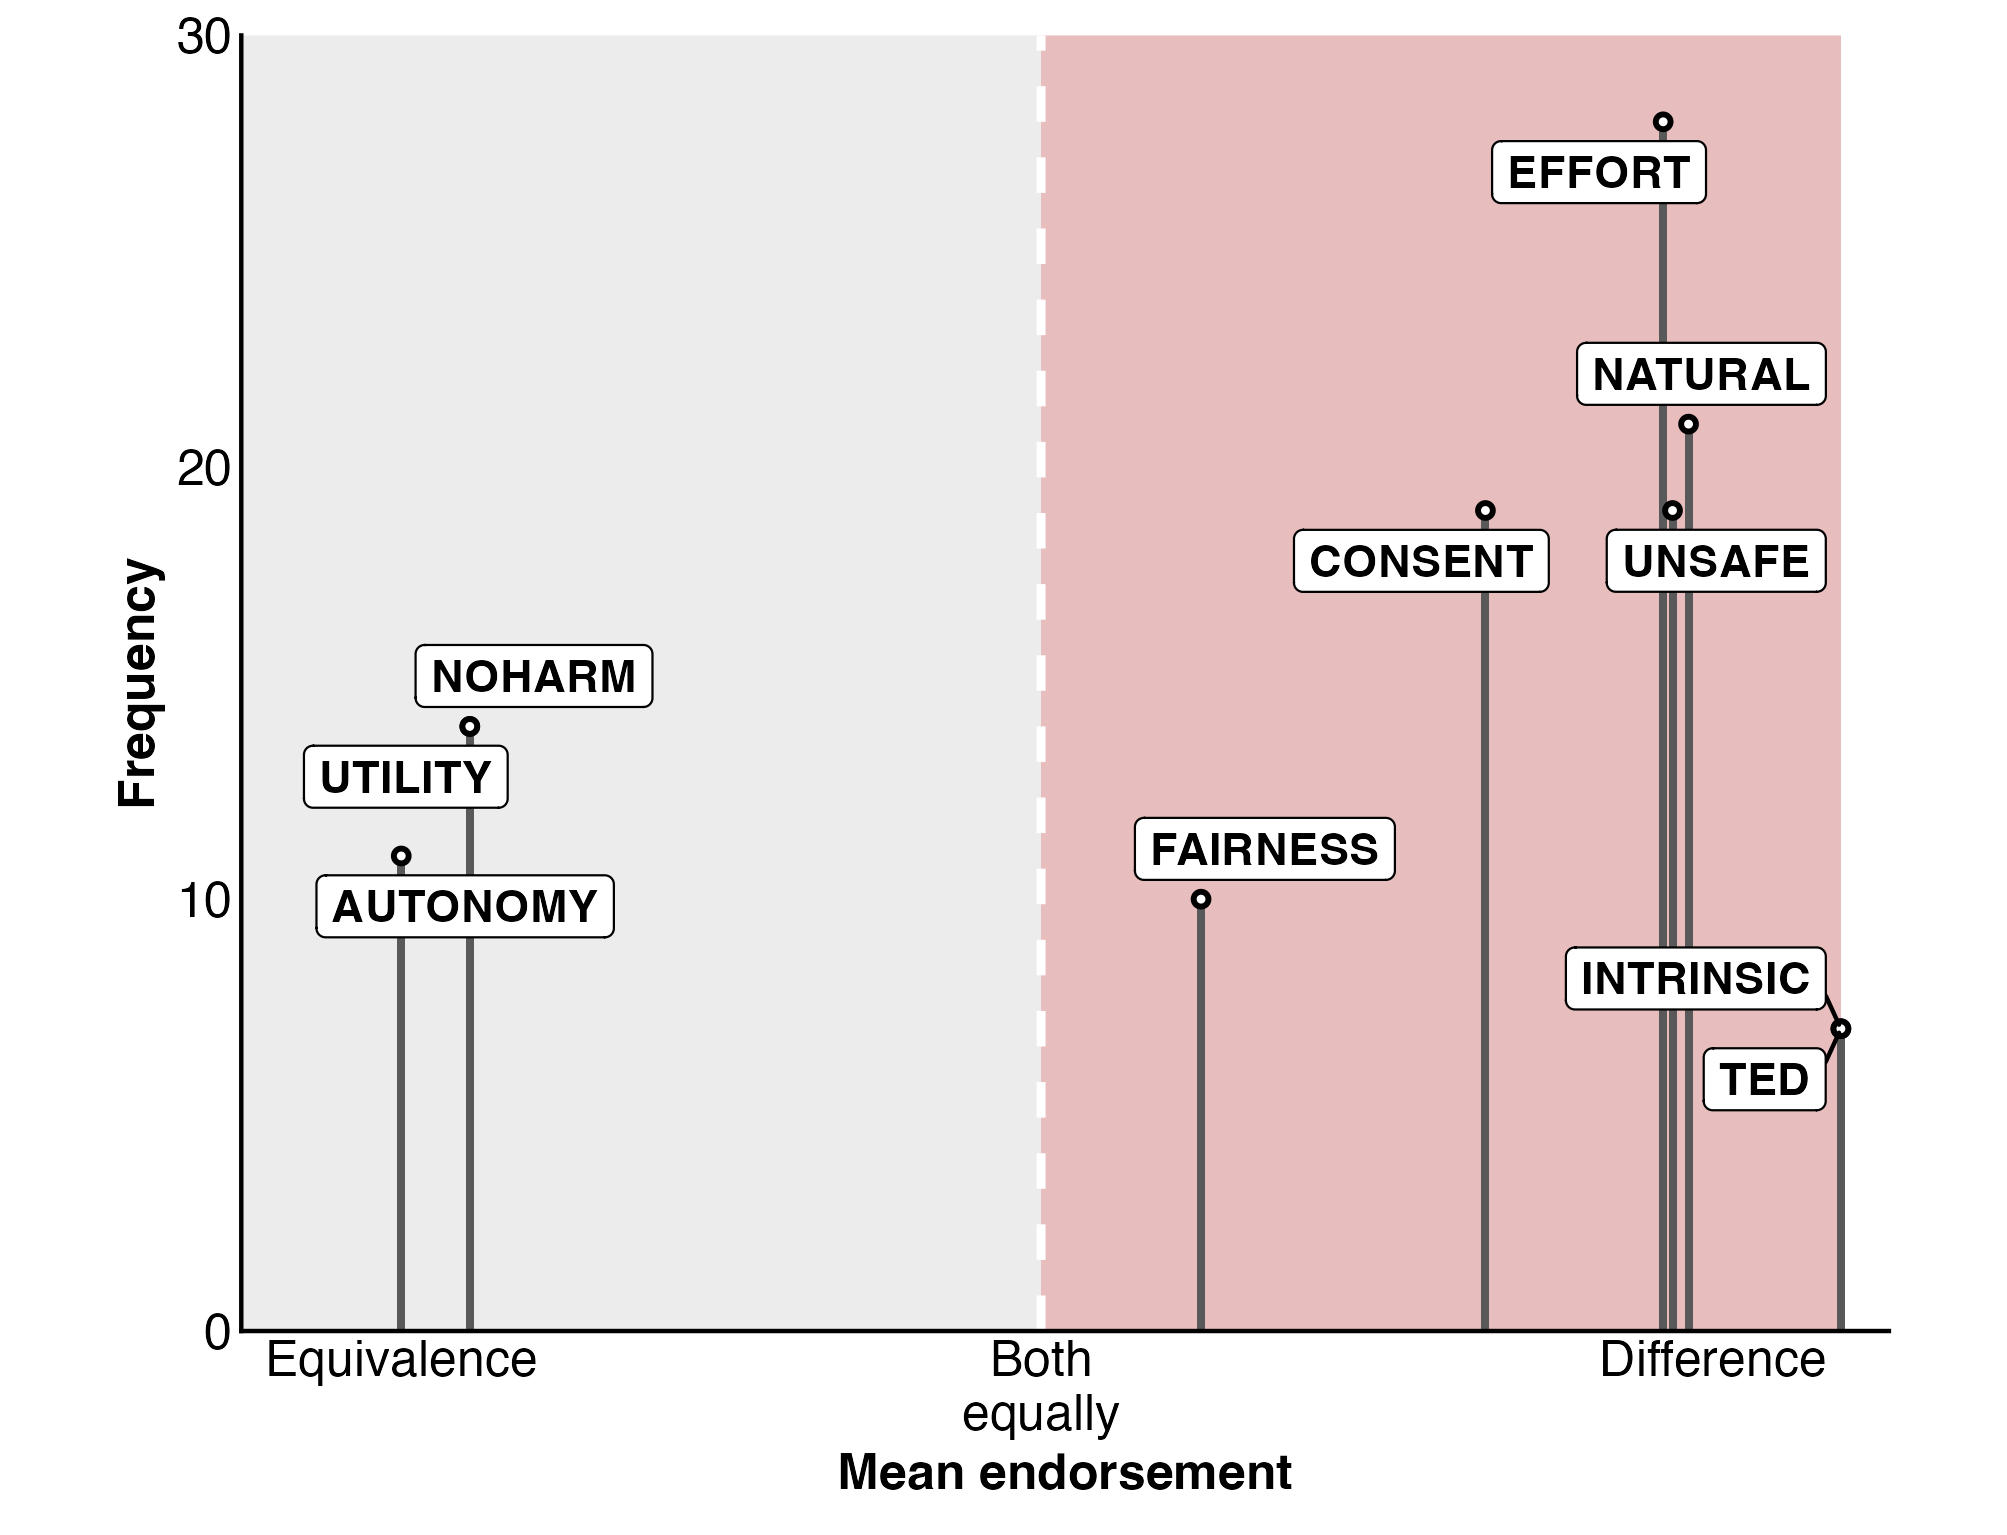 30
EFFORT
NATURAL
20
CONSENT
UNSAFE
Frequency
NOHARM
UTILITY
FAIRNESS
10
AUTONOMY
INTRINSIC
TED
0
Equivalence
Both
equally
Difference
Mean endorsement